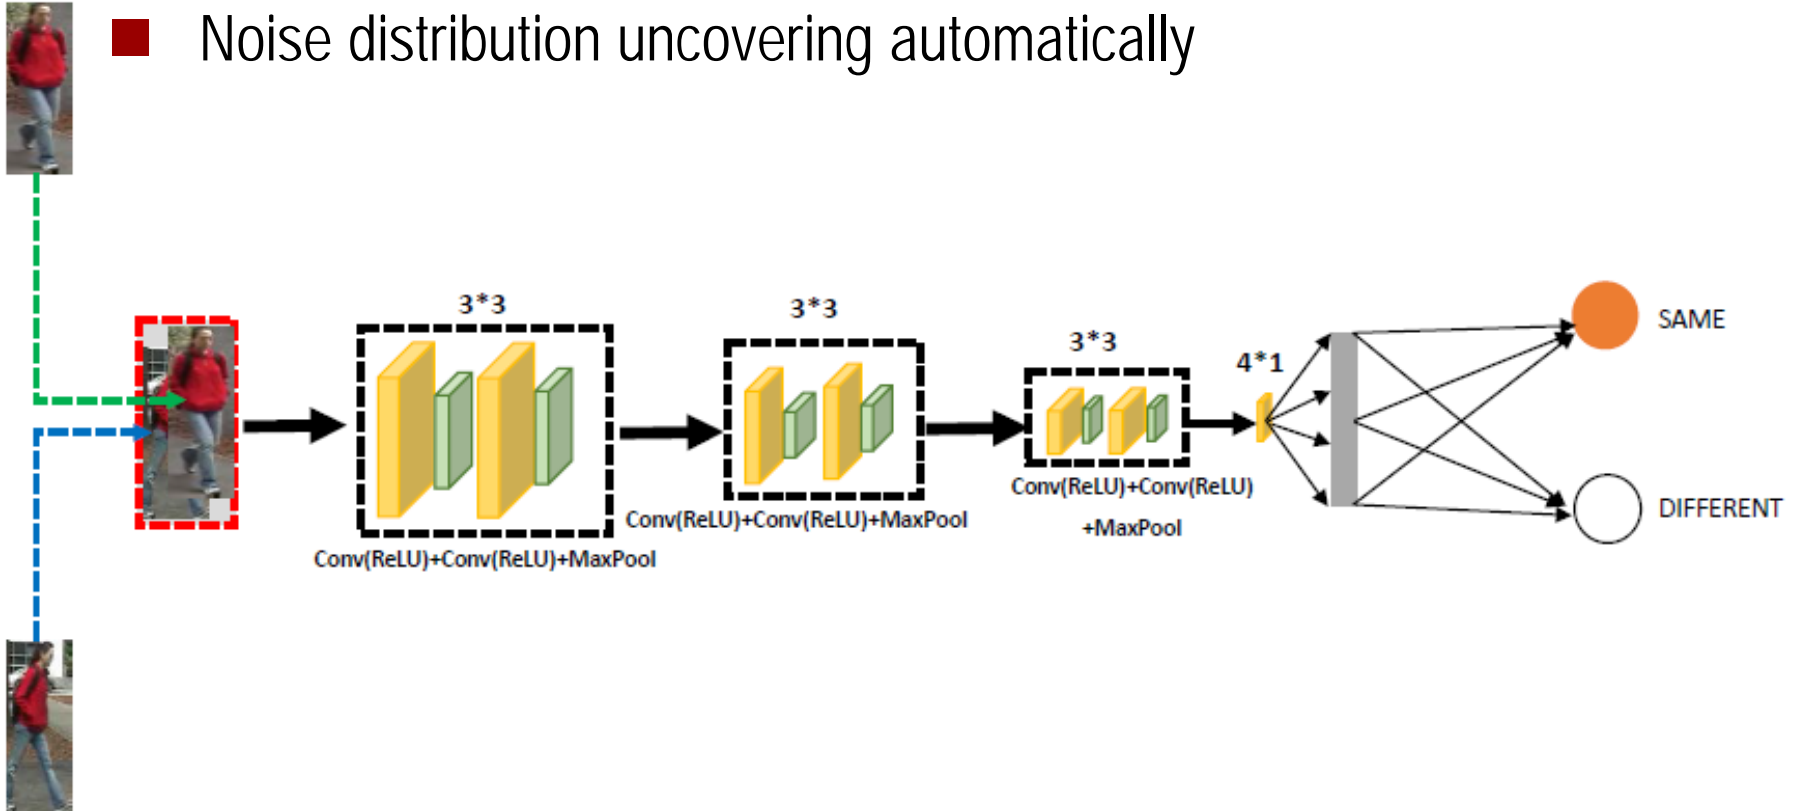 Noise distribution uncovering automatically
3*3
3*3
3*3
4*1
SAME
DIFFERENT
Conv(ReLU)+Conv(ReLU)+MaxPool
Conv(ReLU)+Conv(ReLU)+MaxPool
Conv(ReLU)+Conv(ReLU)
+MaxPool